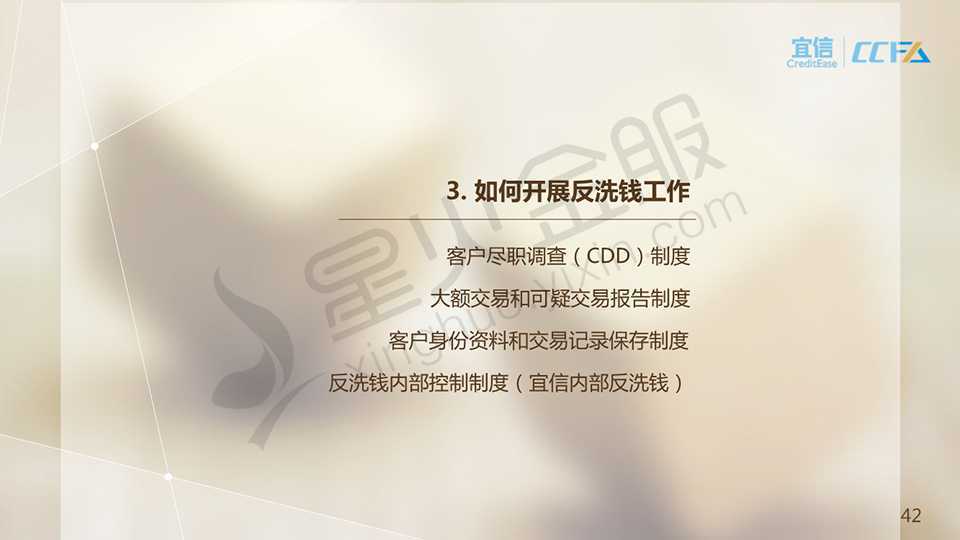 宜信
CreditEase
CCFA
3. 如何开展反洗钱工作
客户尽职调查（CDD）制度
大额交易和可疑交易报告制度
客户身份资料和交易记录保存制度
反洗钱内部控制制度（宜信内部反洗钱）
星火金服
xinghuo.yixin.com
42